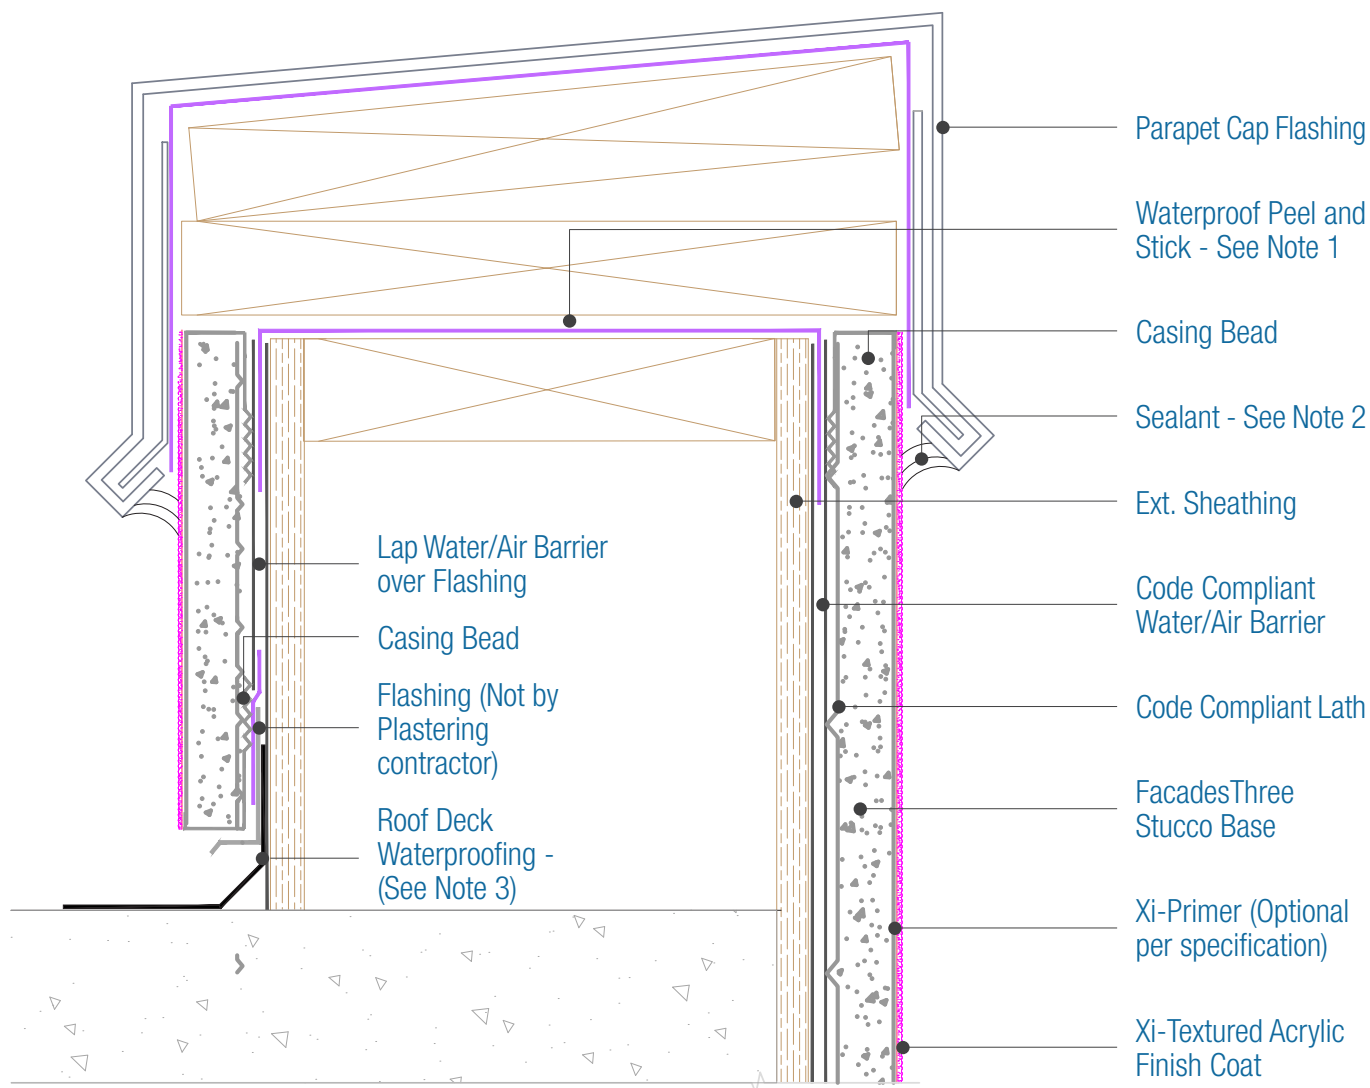 Parapet Cap Flashing
Waterproof Peel and
Stick - See Note 1
Casing Bead
Sealant - See Note 2
Ext. Sheathing
Code Compliant
Water/Air Barrier
Code Compliant Lath
FacadesThree
Stucco Base
Xi-Primer (Optional
per specification)
Xi-Textured Acrylic
Finish Coat
Lap Water/Air Barrier
over Flashing
Casing Bead
Flashing (Not by
Plastering
contractor)
Roof Deck
Waterproofing -
(See Note 3)